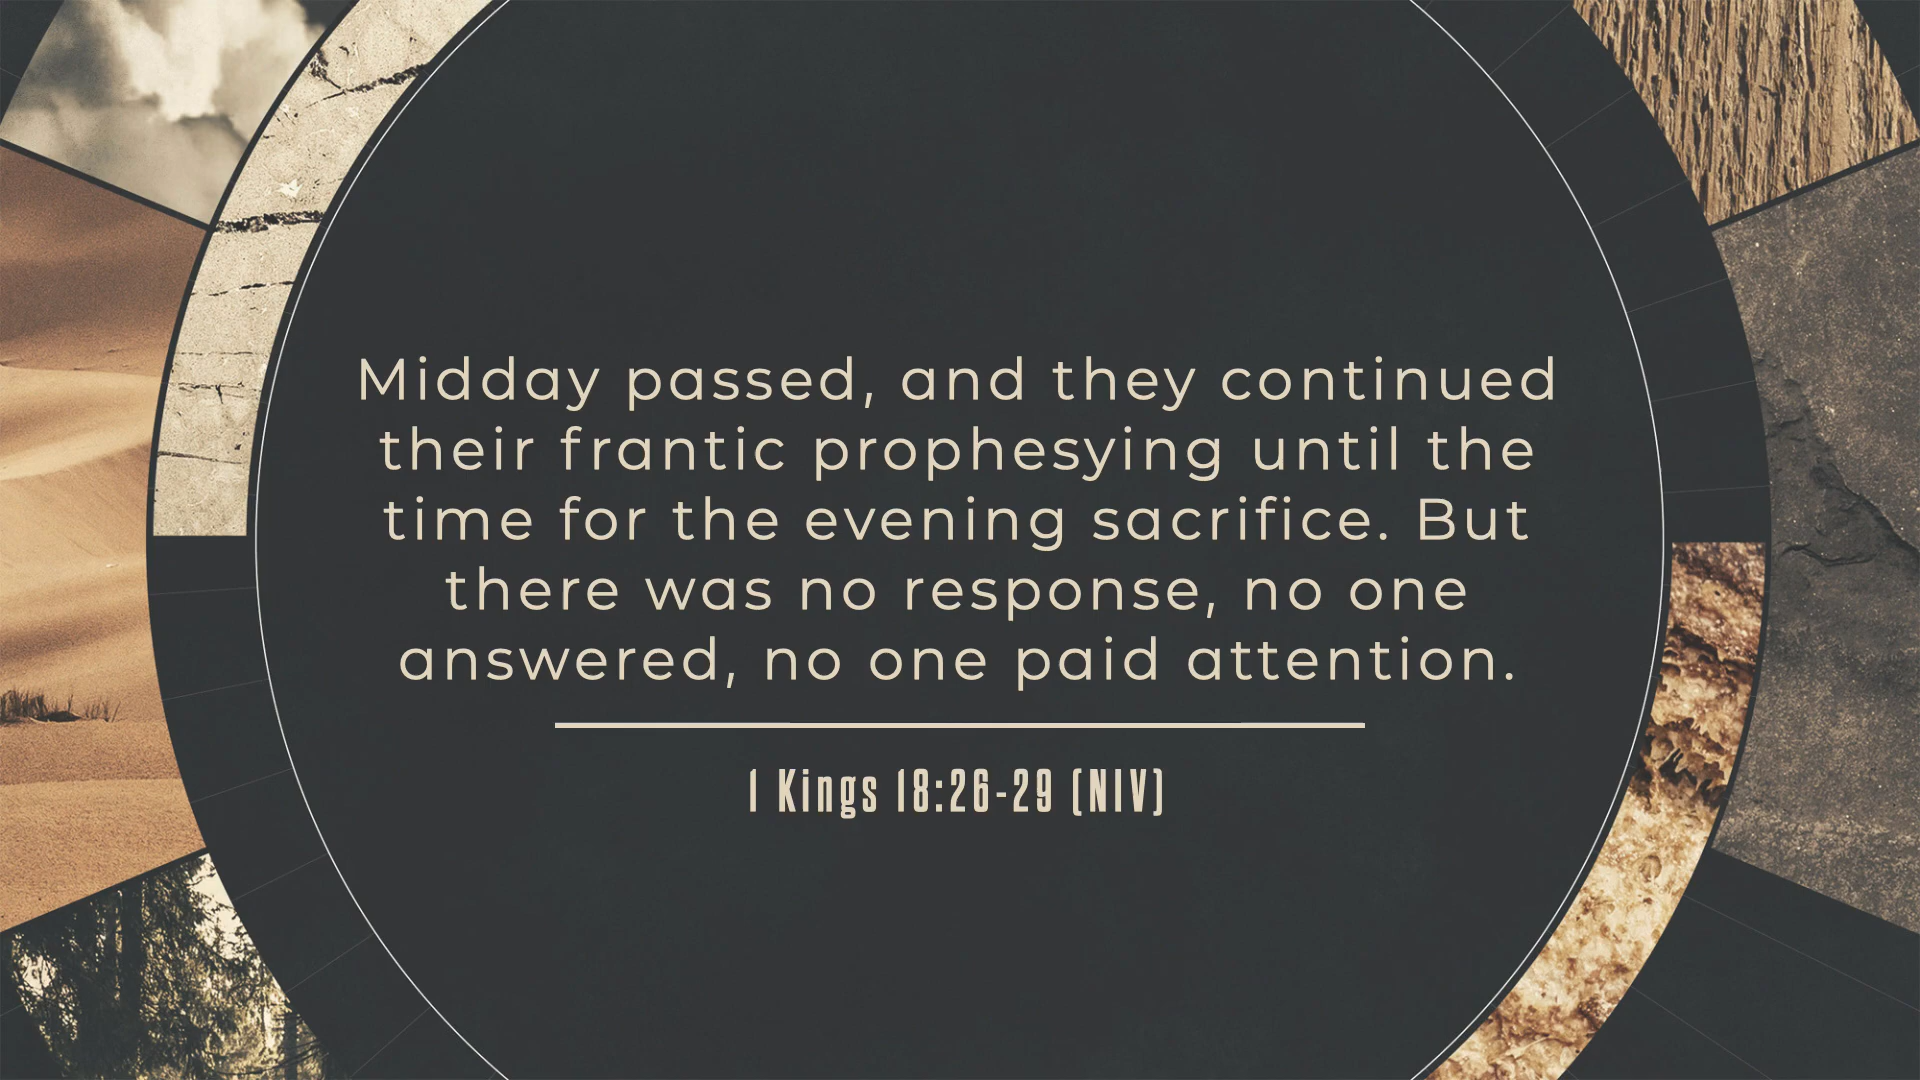 Midday passed, and they continued
their frantic prophesying until the
time for the evening sacrifice. But
there was no response, no one
answered, no one paid attention.
1 Kings 18:26-29 (NIV)